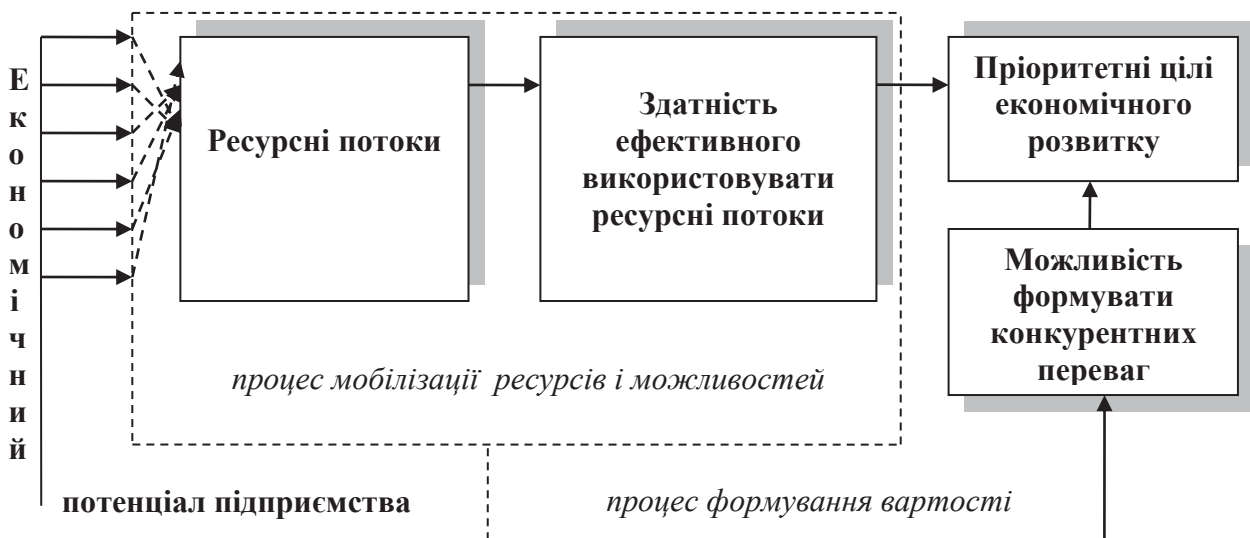 Економічний
Ресурсні потоки
Здатність
ефективного
використовувати
ресурсні потоки
Пріоритетні цілі
економічного
розвитку
Можливість
формувати
конкурентних
переваг
процес мобілізації ресурсів і можливостей
потенціал підприємства
процес формування вартості